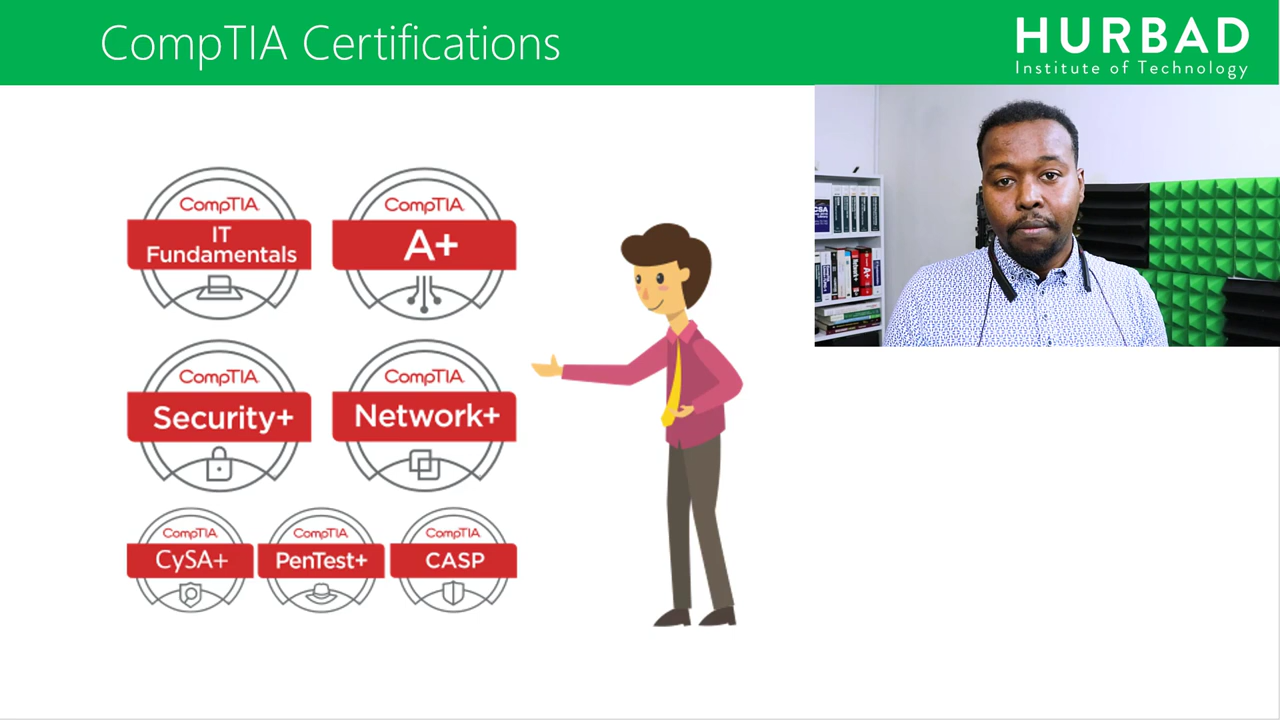 CompTIA Certifications
HURBAD
Institute of Technology
CompTIA
IT
Fundamentals
CompTIA
A+
CompTIA
Security+
CompTIA
Network+
CompTIA
CySA+
CompTIA
PenTest+
CompTIA
CASP